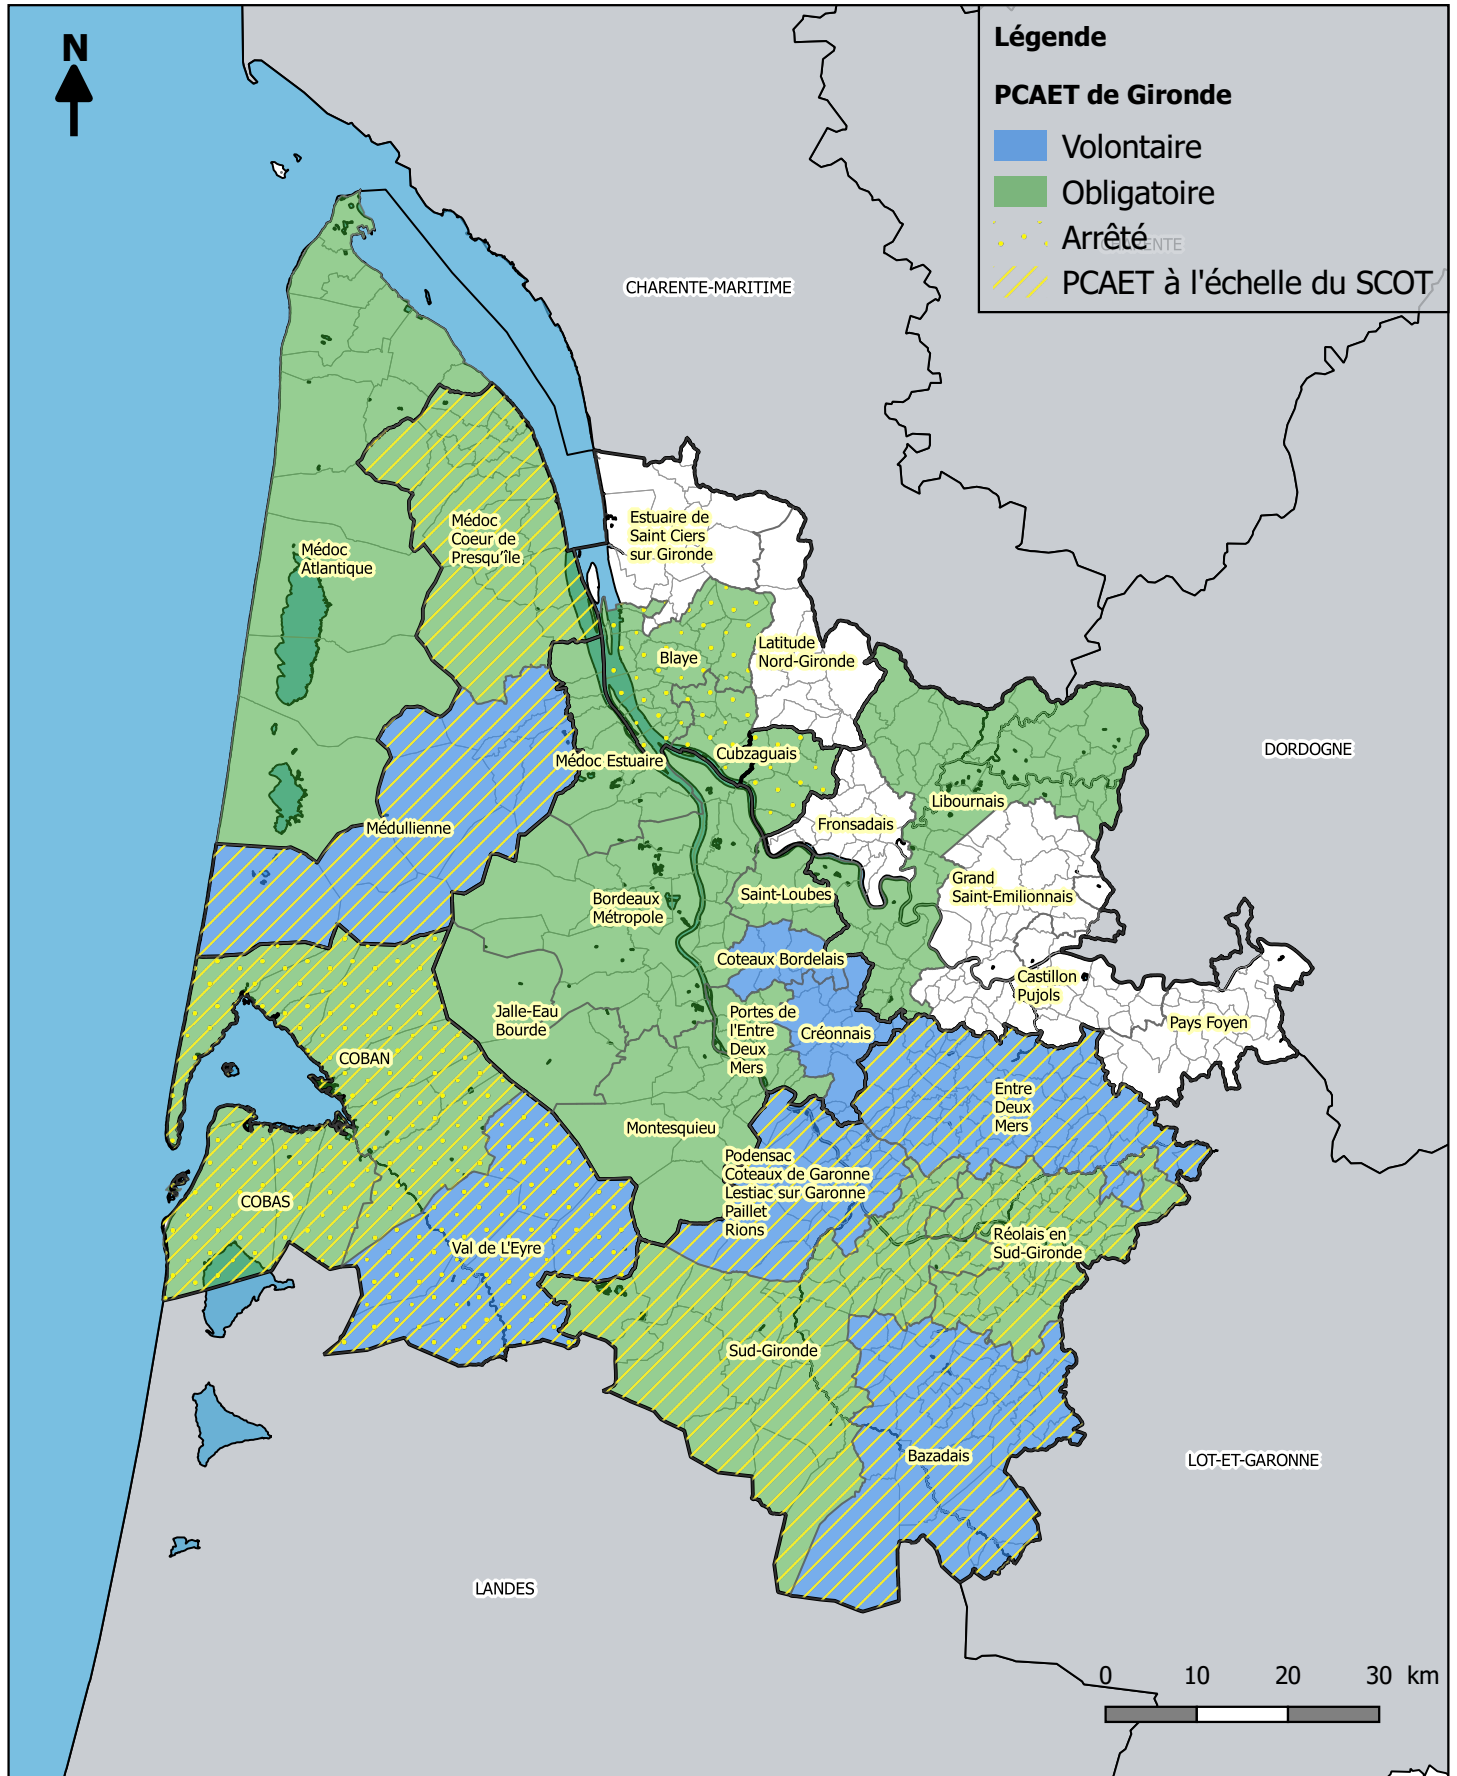 N
Légende
PCAET de Gironde
Volontaire
Obligatoire
Arrêté
CHARENTE
PCAET à l'échelle du SCOT
CHARENTE-MARITIME
Estuaire de
Saint Ciers
sur Gironde
Médoc
Coeur de
Presqu'île
Médoc
Atlantique
Latitude
Nord-Gironde
Blaye
DORDOGNE
Cubzaguais
Médoc Estuaire
Libournais
Fronsadais
Médullienne
Grand
Saint-Emilionnais
Saint-Loubes
Bordeaux
Métropole
Coteaux Bordelais
Castillon
Pujols
Jalle-Eau
Bourde
Portes de
l'Entre
Deux
Mers
Créonnais
Pays Foyen
COBAN
Entre
Deux
Mers
Montesquieu
Podensac
Coteaux de Garonne
Lestiac sur Garonne
Paillet
Rions
COBAS
Val de L'Eyre
Réolais en
Sud-Gironde
Sud-Gironde
Bazadais
LOT-ET-GARONNE
LANDES
0 10 20 30 km